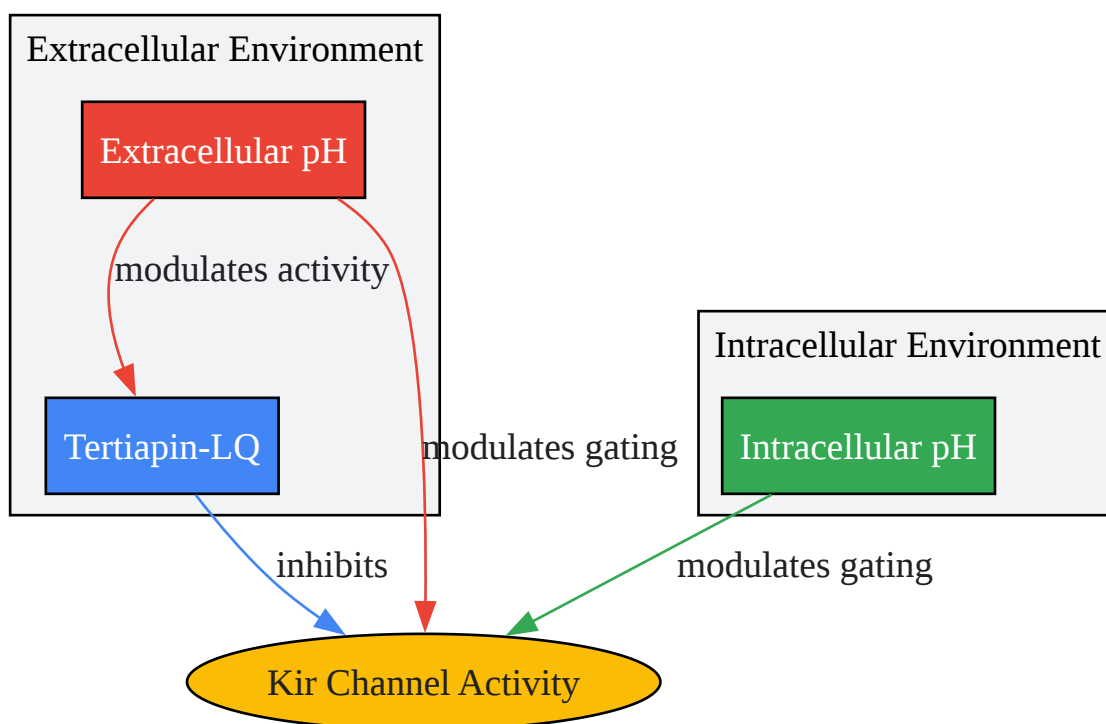 Extracellular Environment
Extracellular pH
modulates activity
Intracellular Environment
Tertiapin-LQ
modulates gating
Intracellular pH
inhibits
modulates gating
Kir Channel Activity